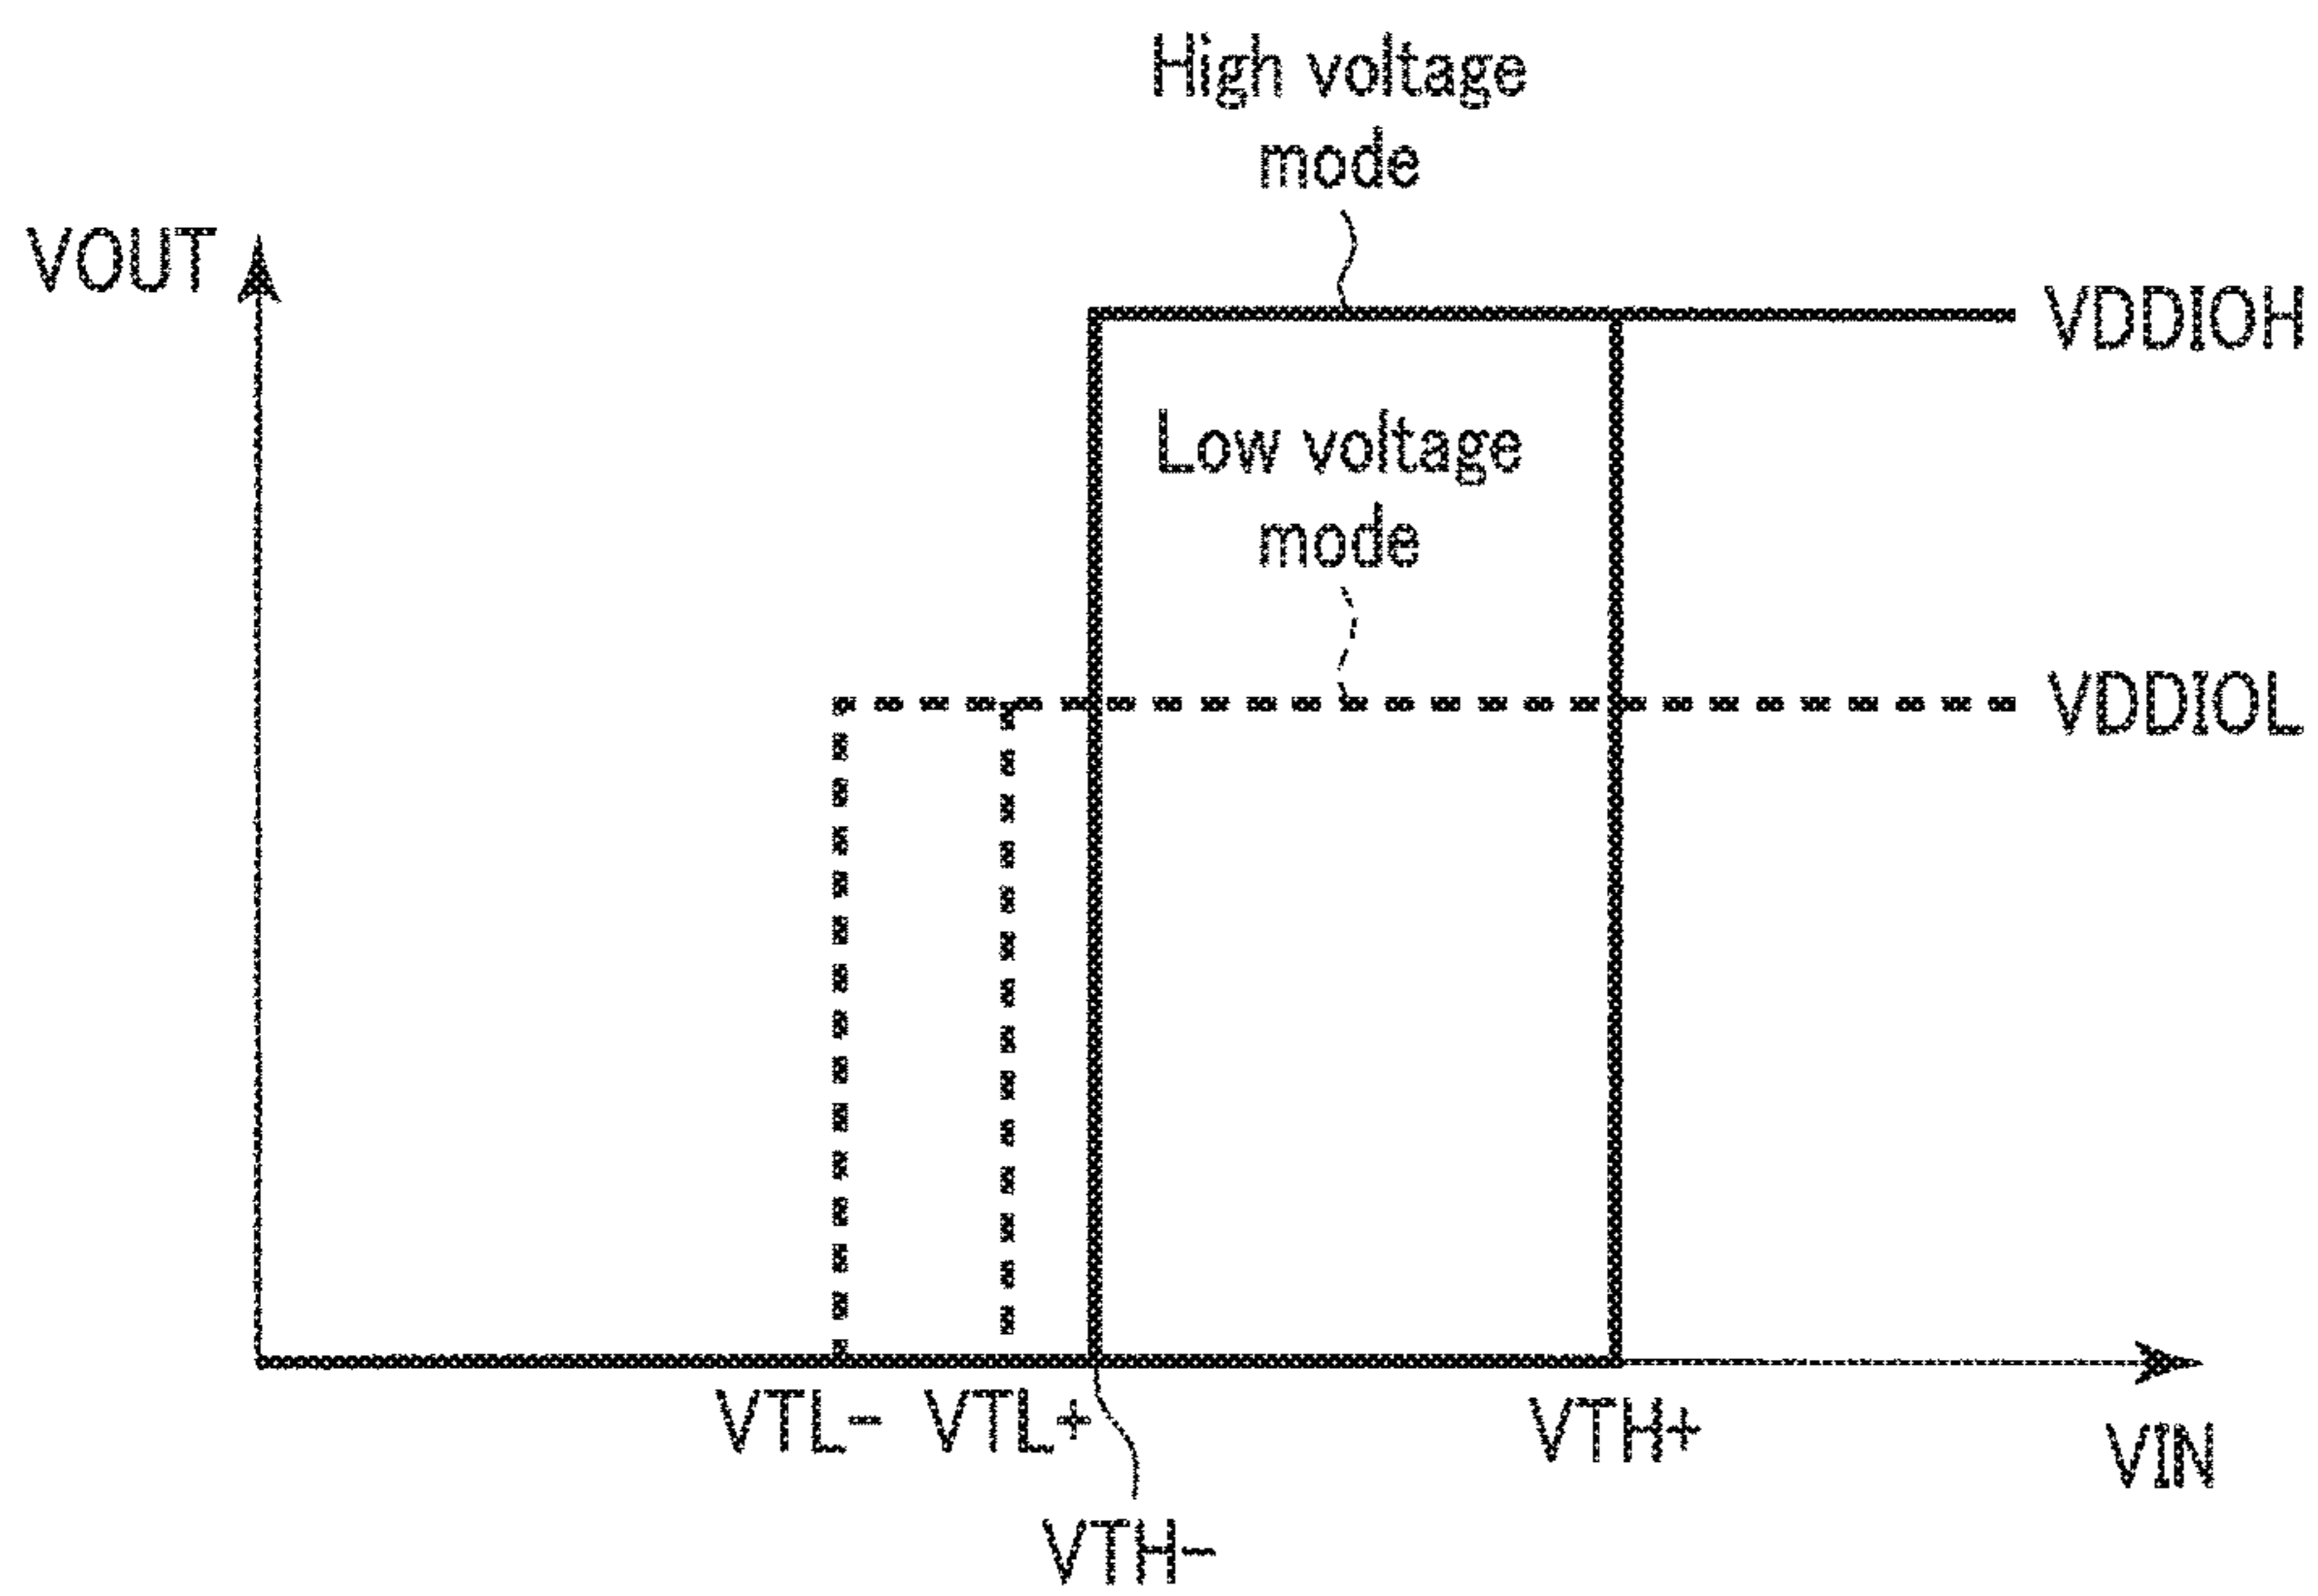 High voltage
mode
VOUT
VDDIOH
Low voltage
mode
VDDIOL
VTL- VTL+
VTH+
VIN
VTH-